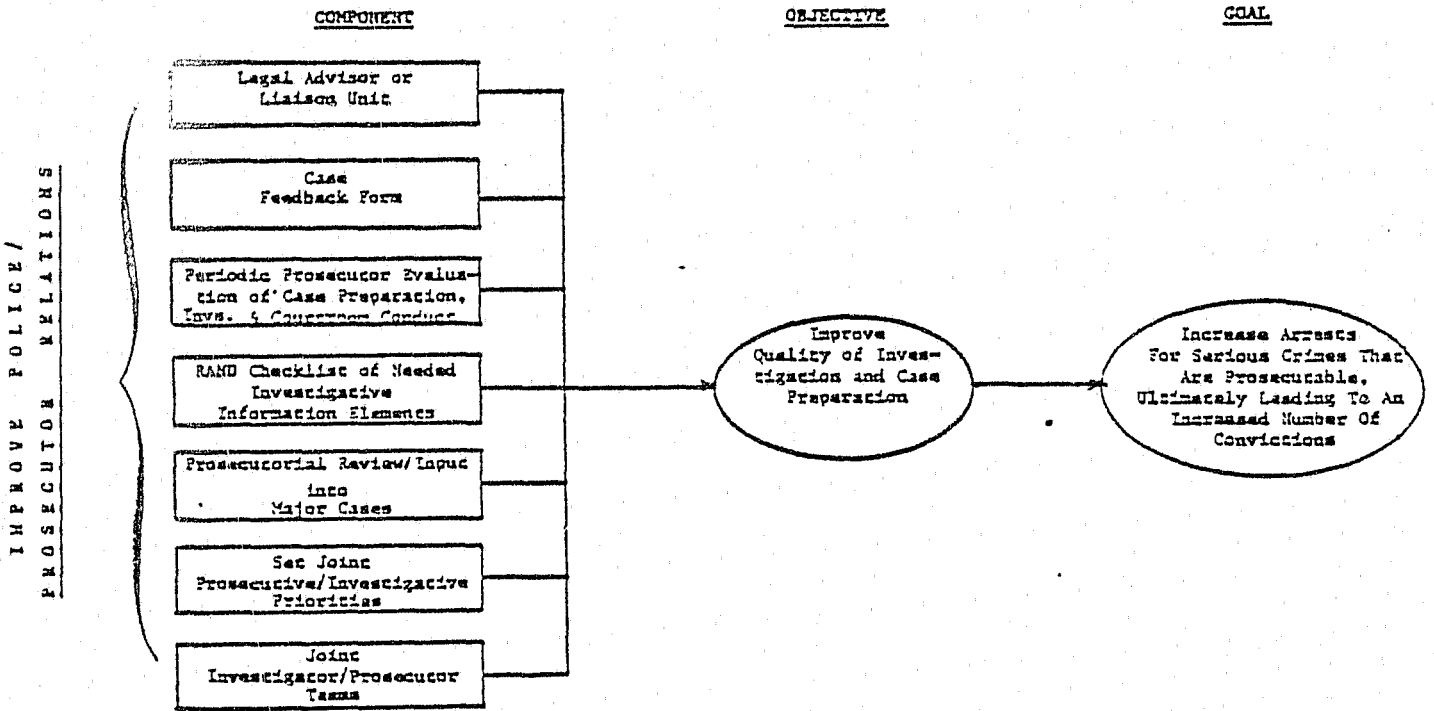 COMPONENT
OBJECTIVE
GOAL
IMPROVE POLICE/
PROSECUTOR RELATIONS
Legal Advisor or
Liaison Unit
Case
Feedback Form
Periodic Prosecutor Evalua-
tion of Case Preparation,
Invs. & Courtroom Conduct
RAND Checklist of Needed
Investigative
Information Elements
Prosecutorial Review/Input
into
Major Cases
Set Joint
Prosecutive/Investigative
Priorities
Joint
Investigator/Prosecutor
Teams
Improve
Quality of Inves-
tigation and Case
Preparation
Increase Arrests
For Serious Crimes That
Are Prosecutable,
Ultimately Leading To An
Increased Number Of
Convictions